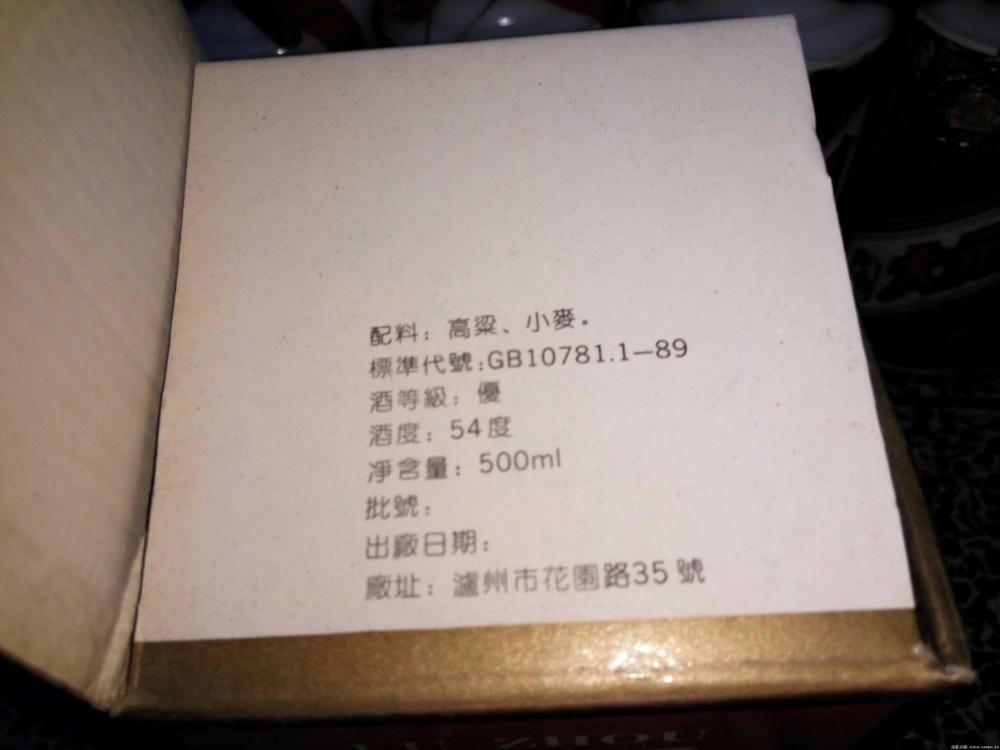 配料：高粱、小麥。
標準代號:GB10781.1—89
酒等級：優
酒度：54度
凈含量：500ml
批號：
出廠日期：
廠址：瀘州市花園路35號
ZHOU